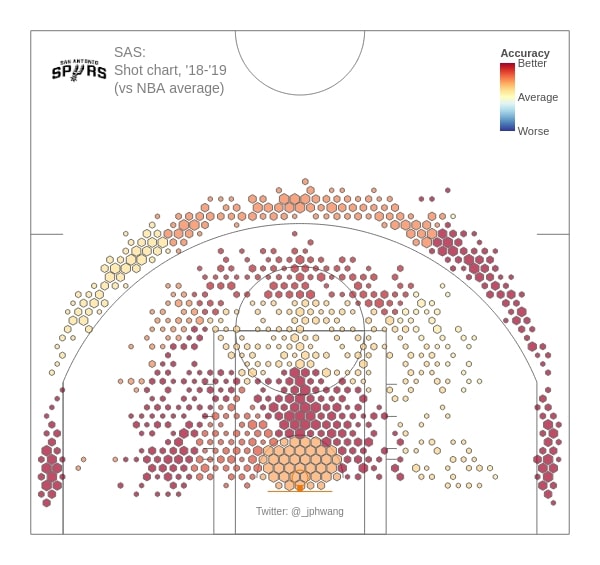 SAN ANTONIO
SPURS
SAS:
Shot chart, '18-'19
(vs NBA average)
Accuracy
Better
Average
Worse
Twitter: @_jphwang